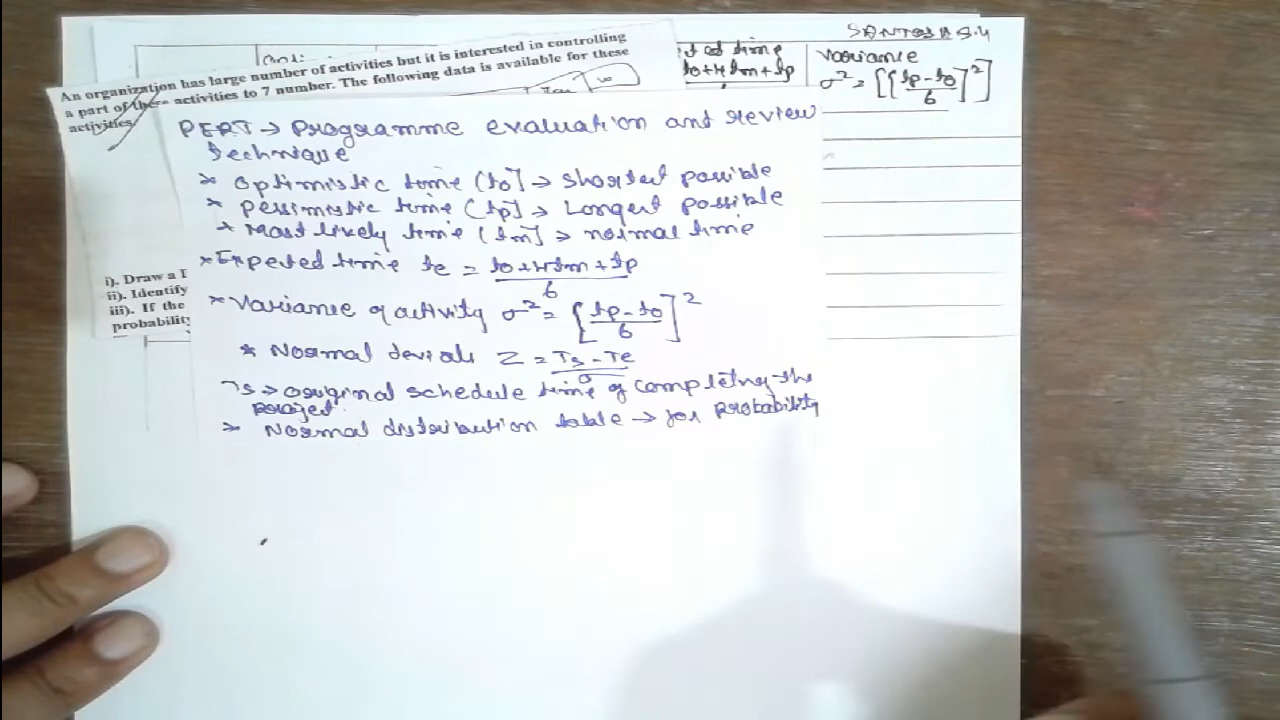 SANTOSH G.M
An organization has large number of activities but it is interested in controlling
a part of these activities to 7 number. The following data is available for these
activities.
to+4tm+tp
Variance
σ² = [(tp-to)/6]²
PERT → Programme evaluation and review
technique
* Optimistic time (to] → Shortest possible
* Pessimistic time (tp] → Longest possible
* Most likely time [tm] → normal time
* Expeted time te = to+4tm+tp
6
* Variance of activity σ² = [tp-to/6]²
* Normal deviate Z = Ts-Te
σ
Ts → original schedule time of completing the
project.
* Normal distribution table → for probability
i). Draw a
ii). Identify
iii). If the
probability